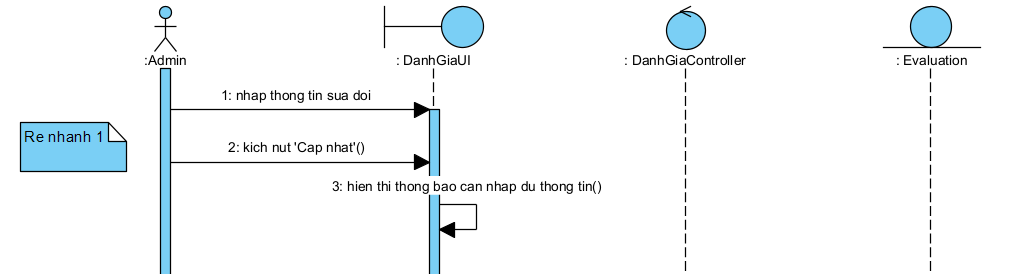 :Admin
: DanhGiaUI
: DanhGiaController
: Evaluation
1: nhap thong tin sua doi
Re nhanh 1
2: kich nut 'Cap nhat'()
3: hien thi thong bao can nhap du thong tin()